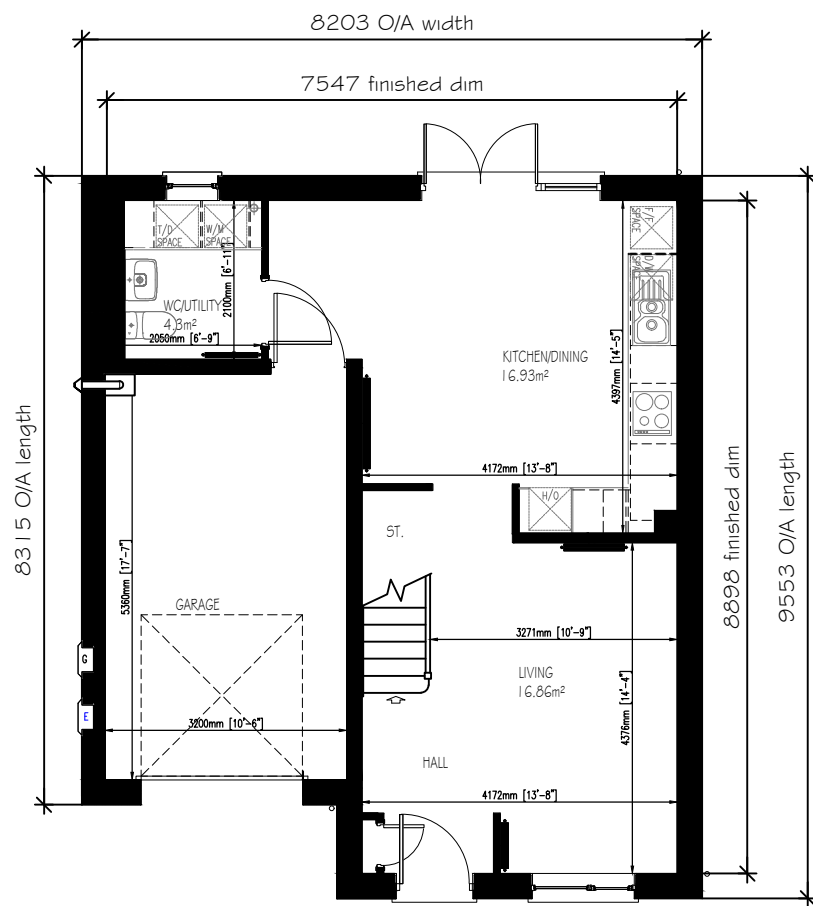 8203 O/A width
7547 finished dim
T/D
SPACE
W/M
SPACE
F/F
SPACE
D/W
SPACE
WC/UTILITY
4.3m²
2100mm [6'-11"]
2050mm [6'-9"]
KITCHEN/DINING
16.93m²
4397mm [14'-5"]
4172mm [13'-8"]
H/O
ST.
8315 O/A length
5360mm [17'-7"]
GARAGE
3200mm [10'-6"]
G
E
3271mm [10'-9"]
LIVING
16.86m²
4376mm [14'-4"]
HALL
4172mm [13'-8"]
8898 finished dim
9553 O/A length